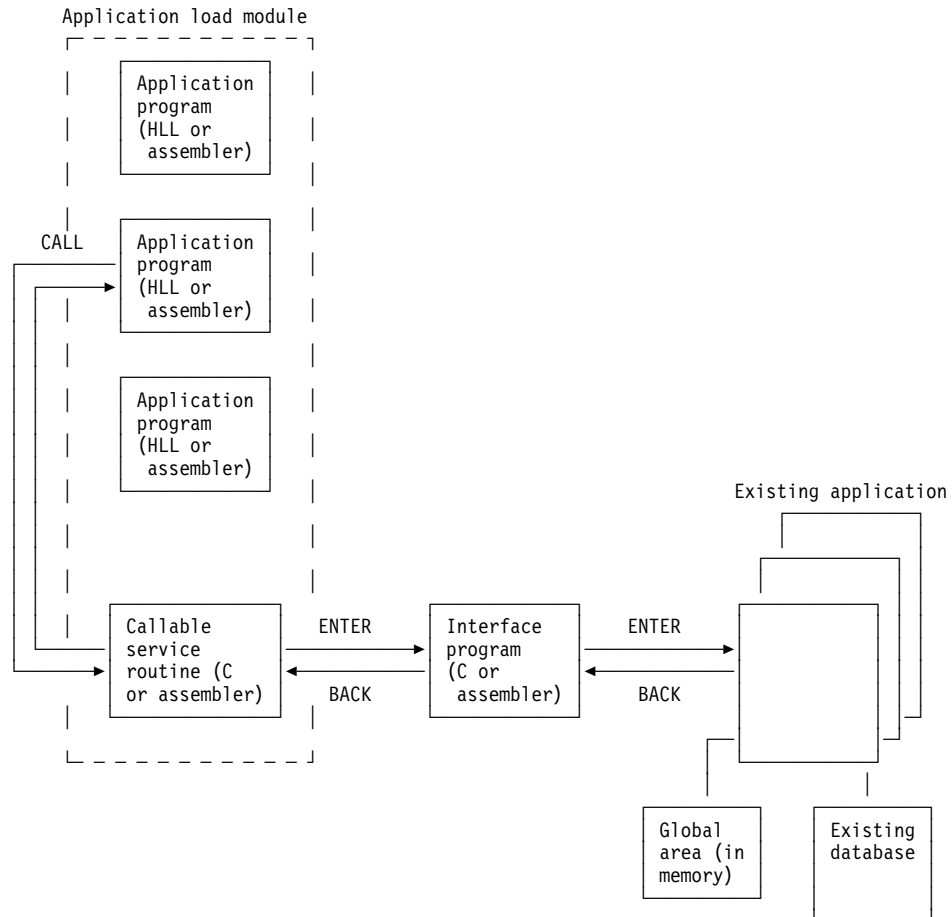 Application load module
Application
program
(HLL or
assembler)
CALL
Application
program
(HLL or
assembler)
Application
program
(HLL or
assembler)
Existing application
Callable
service
routine (C
or assembler)
ENTER
BACK
Interface
program
(C or
assembler)
ENTER
BACK
Global
area (in
memory)
Existing
database